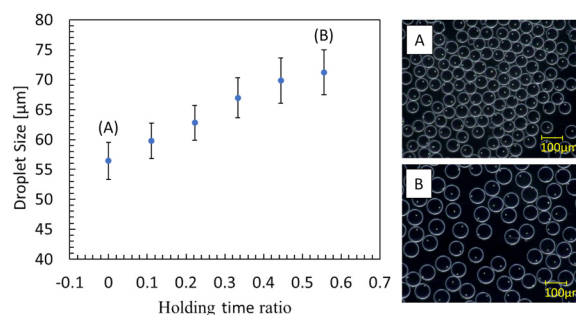 80
75
70
65
60
55
50
45
40
Droplet Size [μm]
(A)
(B)
-0.1 0 0.1 0.2 0.3 0.4 0.5 0.6 0.7
Holding time ratio
A
100μm
B
100μm